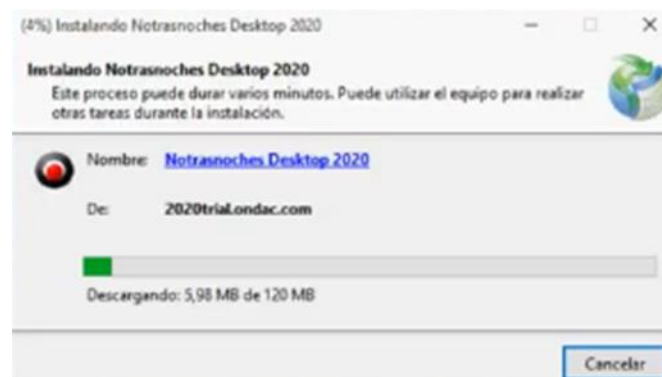 (4%) Instalando Notrasnoches Desktop 2020
Instalando Notrasnoches Desktop 2020
Este proceso puede durar varios minutos. Puede utilizar el equipo para realizar
otras tareas durante la instalación.
Nombre: Notrasnoches Desktop 2020
De: 2020trial.ondac.com
Descargando: 5,98 MB de 120 MB
Cancelar